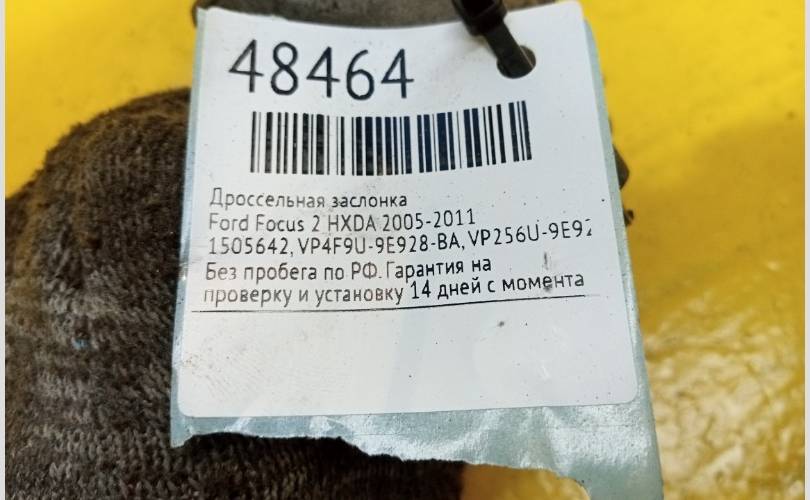 48464
Дроссельная заслонка
Ford Focus 2 HXDA 2005-2011
1505642, VP4F9U-9E928-BA, VP256U-9E92
Без пробега по РФ. Гарантия на
проверку и установку 14 дней с момента